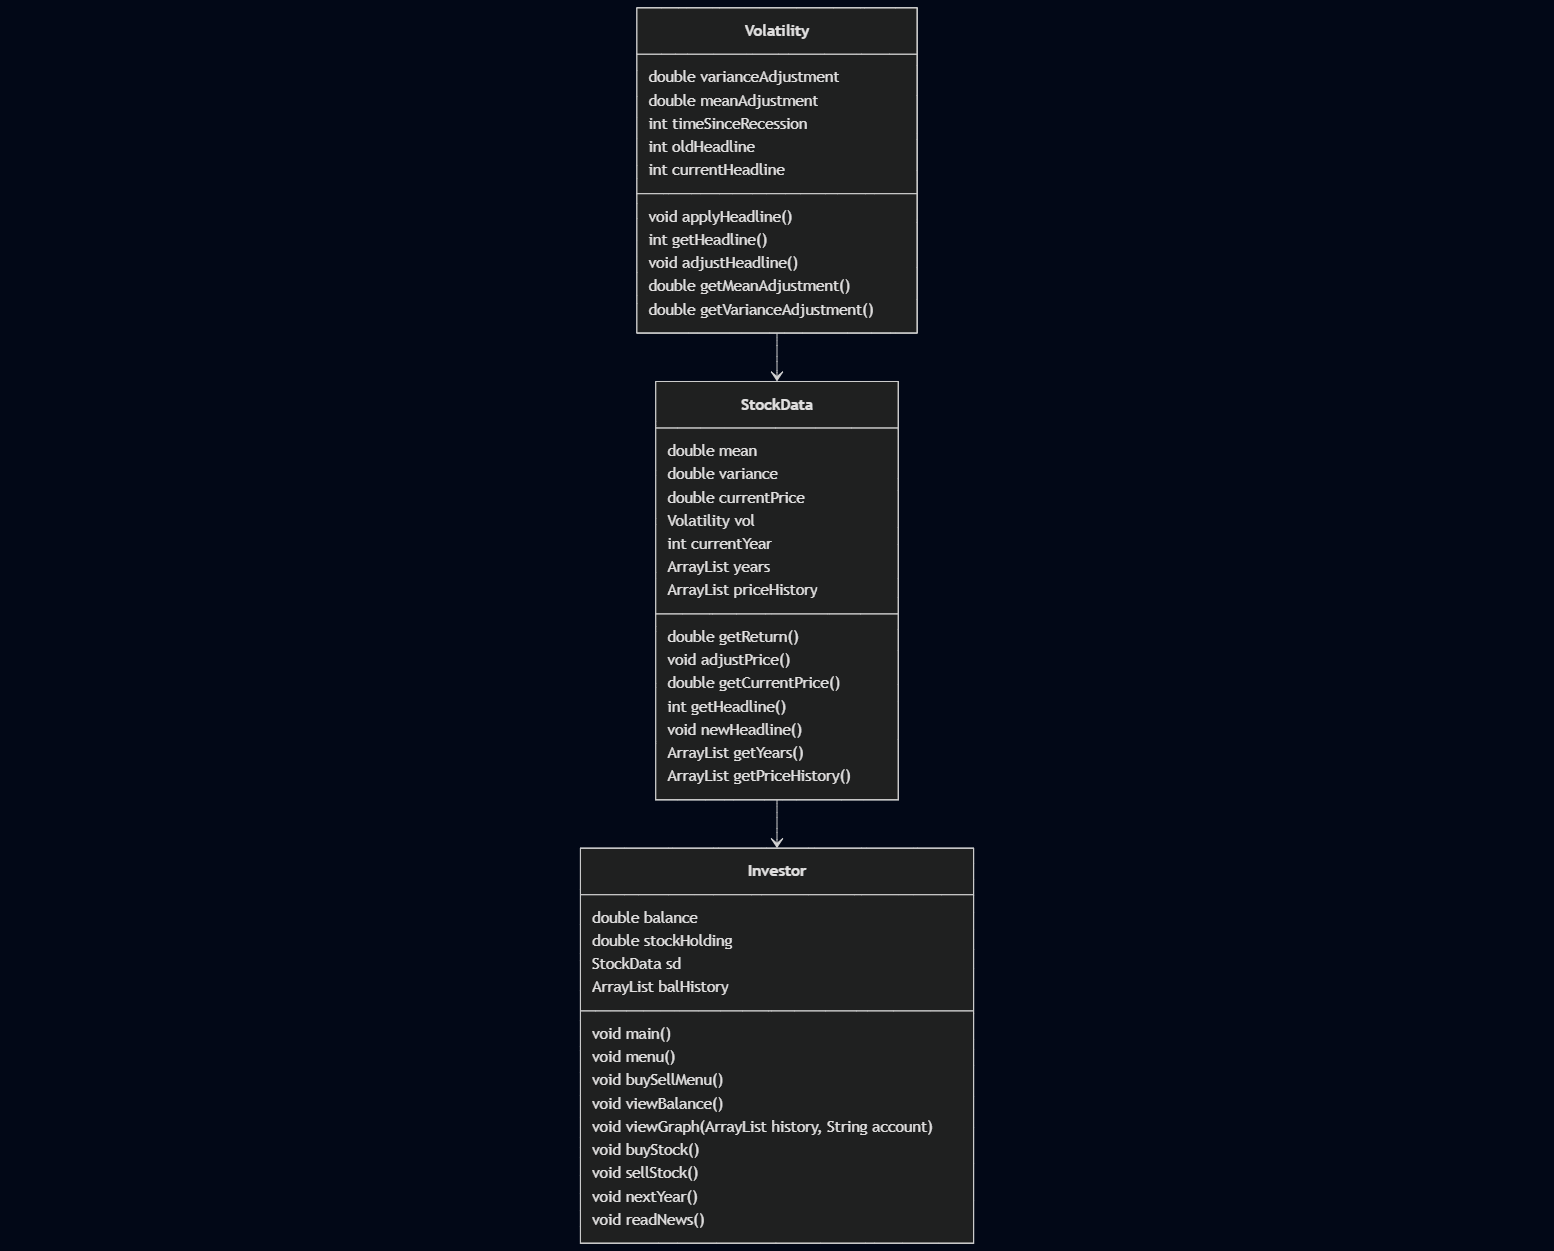 Volatility
double varianceAdjustment
double meanAdjustment
int timeSinceRecession
int oldHeadline
int currentHeadline
void applyHeadline()
int getHeadline()
void adjustHeadline()
double getMeanAdjustment()
double getVarianceAdjustment()
StockData
double mean
double variance
double currentPrice
Volatility vol
int currentYear
ArrayList years
ArrayList priceHistory
double getReturn()
void adjustPrice()
double getCurrentPrice()
int getHeadline()
void newHeadline()
ArrayList getYears()
ArrayList getPriceHistory()
Investor
double balance
double stockHolding
StockData sd
ArrayList balHistory
void main()
void menu()
void buySellMenu()
void viewBalance()
void viewGraph(ArrayList history, String account)
void buyStock()
void sellStock()
void nextYear()
void readNews()